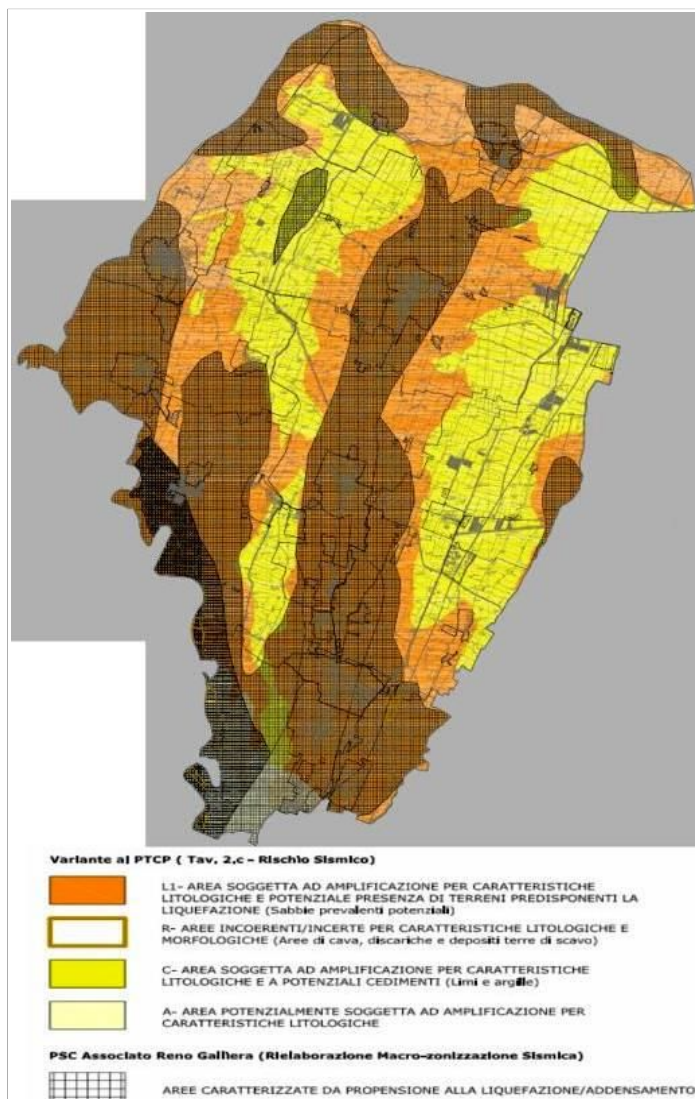 Variante al PTCP ( Tav. 2.c – Rischio Sismico)
L1- AREA SOGGETTA AD AMPLIFICAZIONE PER CARATTERISTICHE
LITOLOGICHE E POTENZIALE PRESENZA DI TERRENI PREDISPONENTI LA
LIQUEFAZIONE (Sabbie prevalenti potenziali)
R- AREE INCOERENTI/INCERTE PER CARATTERISTICHE LITOLOGICHE E
MORFOLOGICHE (Aree di cava, discariche e depositi terre di scavo)
C- AREA SOGGETTA AD AMPLIFICAZIONE PER CARATTERISTICHE
LITOLOGICHE E A POTENZIALI CEDIMENTI (Limi e argille)
A- AREA POTENZIALMENTE SOGGETTA AD AMPLIFICAZIONE PER
CARATTERISTICHE LITOLOGICHE
PSC Associato Reno Galliera (Rielaborazione Macro-zonizzazione Sismica)
AREE CARATTERIZZATE DA PROPENSIONE ALLA LIQUEFAZIONE/ADDENSAMENTO